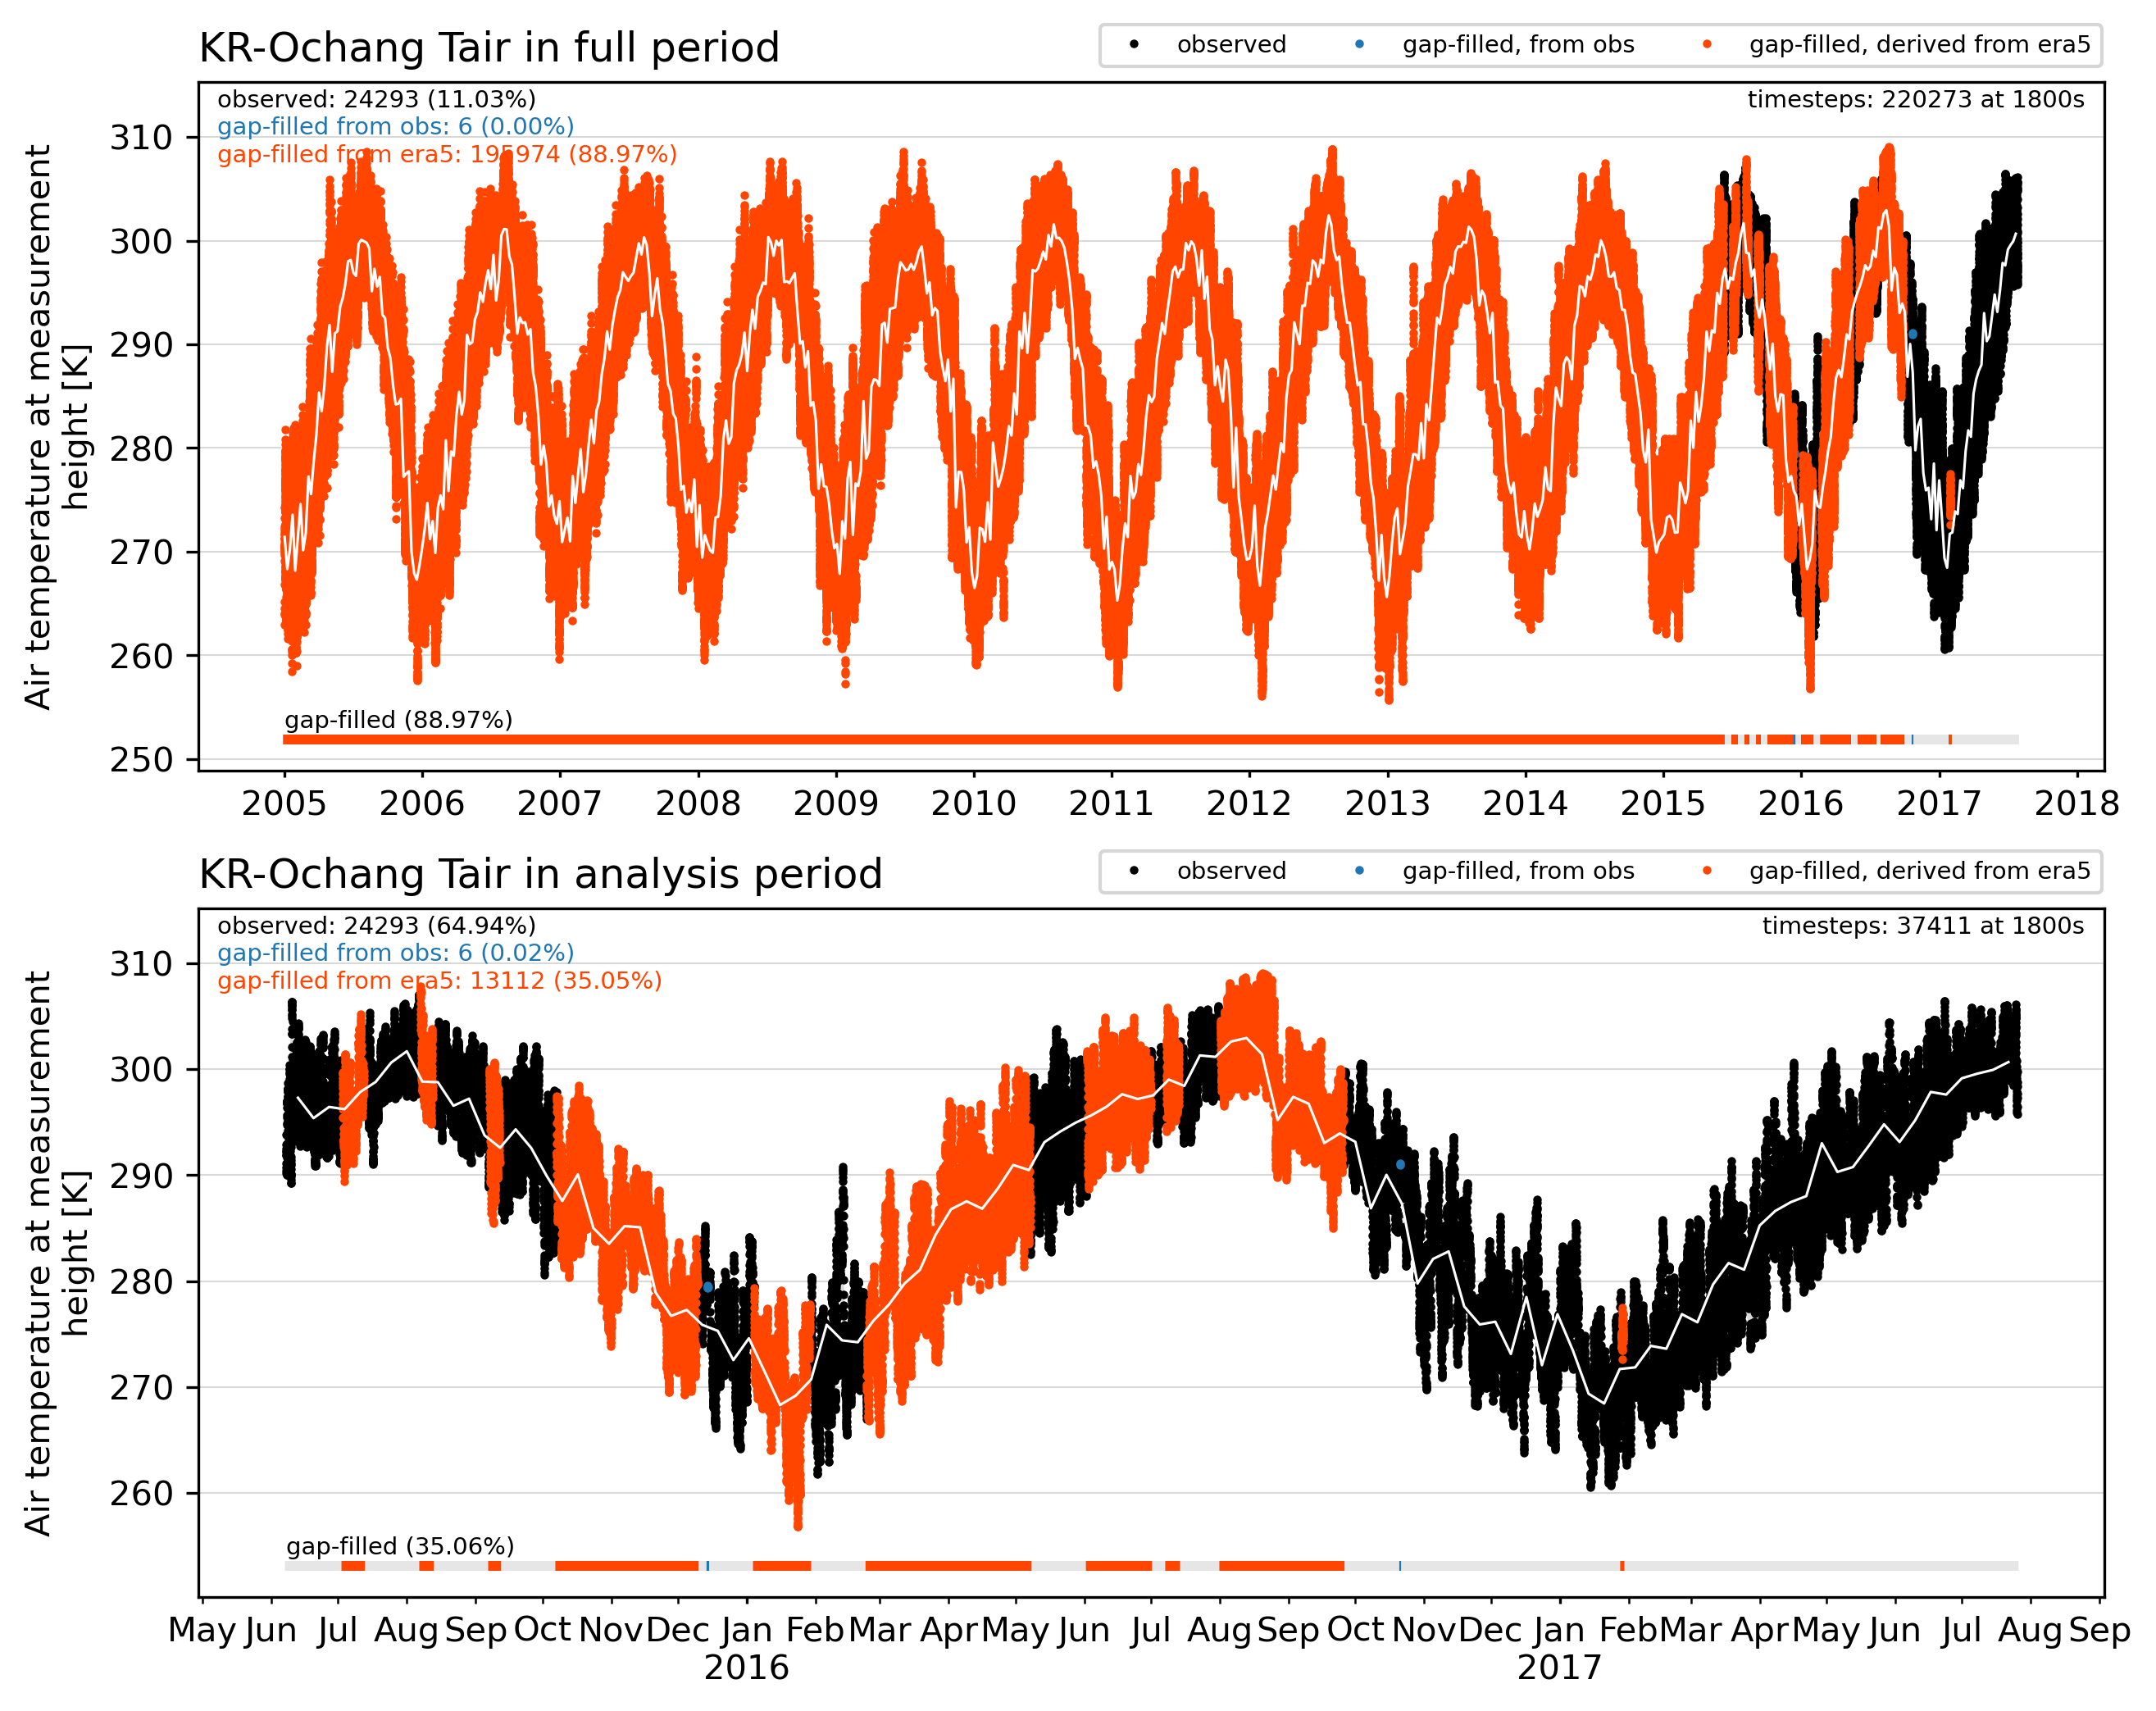 KR-Ochang Tair in full period
observed gap-filled, from obs gap-filled, derived from era5
observed: 24293 (11.03%)
timesteps: 220273 at 1800s
gap-filled from obs: 6 (0.00%)
gap-filled from era5: 195974 (88.97%)
Air temperature at measurement
height [K]
310
300
290
280
270
260
250
gap-filled (88.97%)
2005 2006 2007 2008 2009 2010 2011 2012 2013 2014 2015 2016 2017 2018
KR-Ochang Tair in analysis period
observed gap-filled, from obs gap-filled, derived from era5
observed: 24293 (64.94%)
timesteps: 37411 at 1800s
gap-filled from obs: 6 (0.02%)
gap-filled from era5: 13112 (35.05%)
Air temperature at measurement
height [K]
310
300
290
280
270
260
gap-filled (35.06%)
May Jun Jul Aug Sep Oct Nov Dec Jan Feb Mar Apr May Jun Jul Aug Sep Oct Nov Dec Jan Feb Mar Apr May Jun Jul Aug Sep
2016 2017